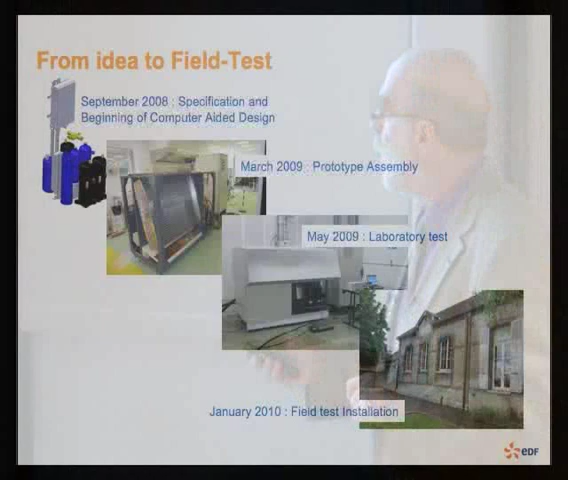 From idea to Field-Test
September 2008 : Specification and
Beginning of Computer Aided Design
March 2009 : Prototype Assembly
May 2009 : Laboratory test
January 2010 : Field test Installation
eDF